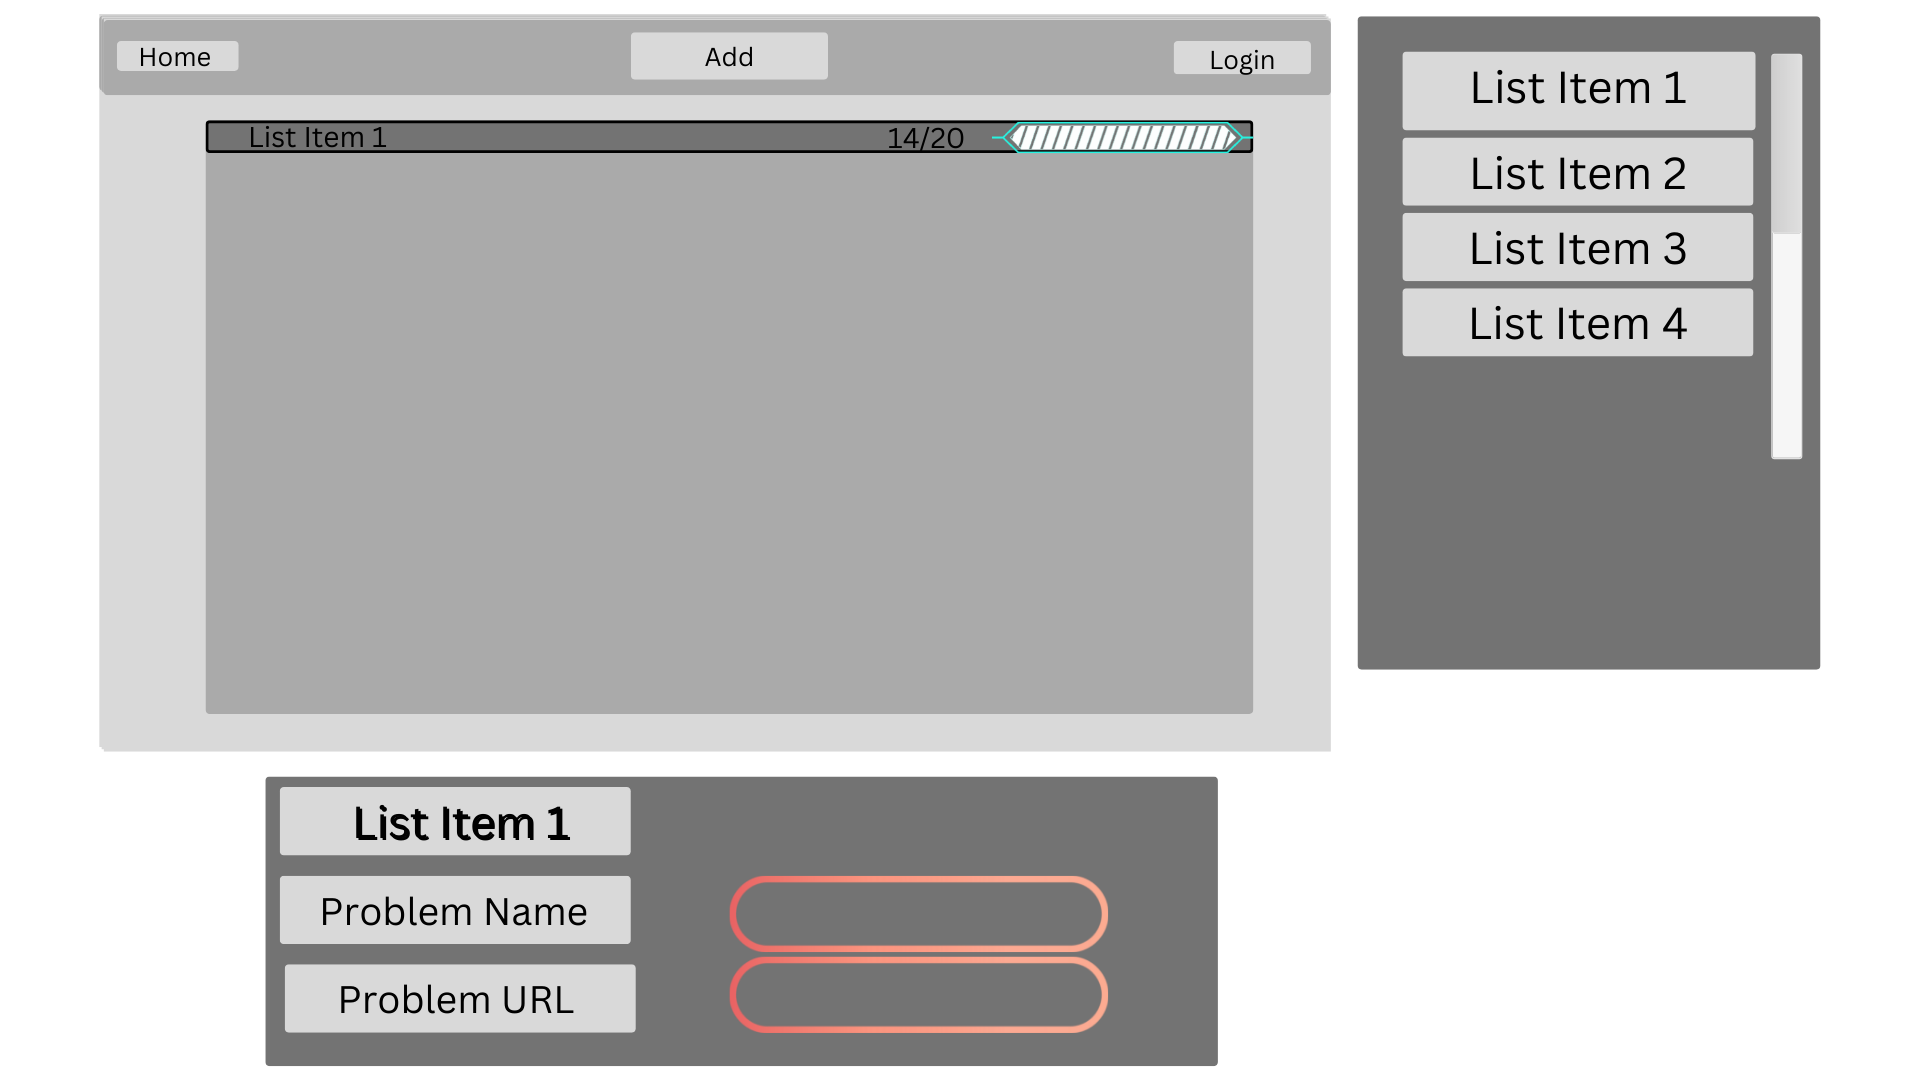 Home
Add
Login
List Item 1
14/20
List Item 1
List Item 2
List Item 3
List Item 4
List Item 1
Problem Name
Problem URL